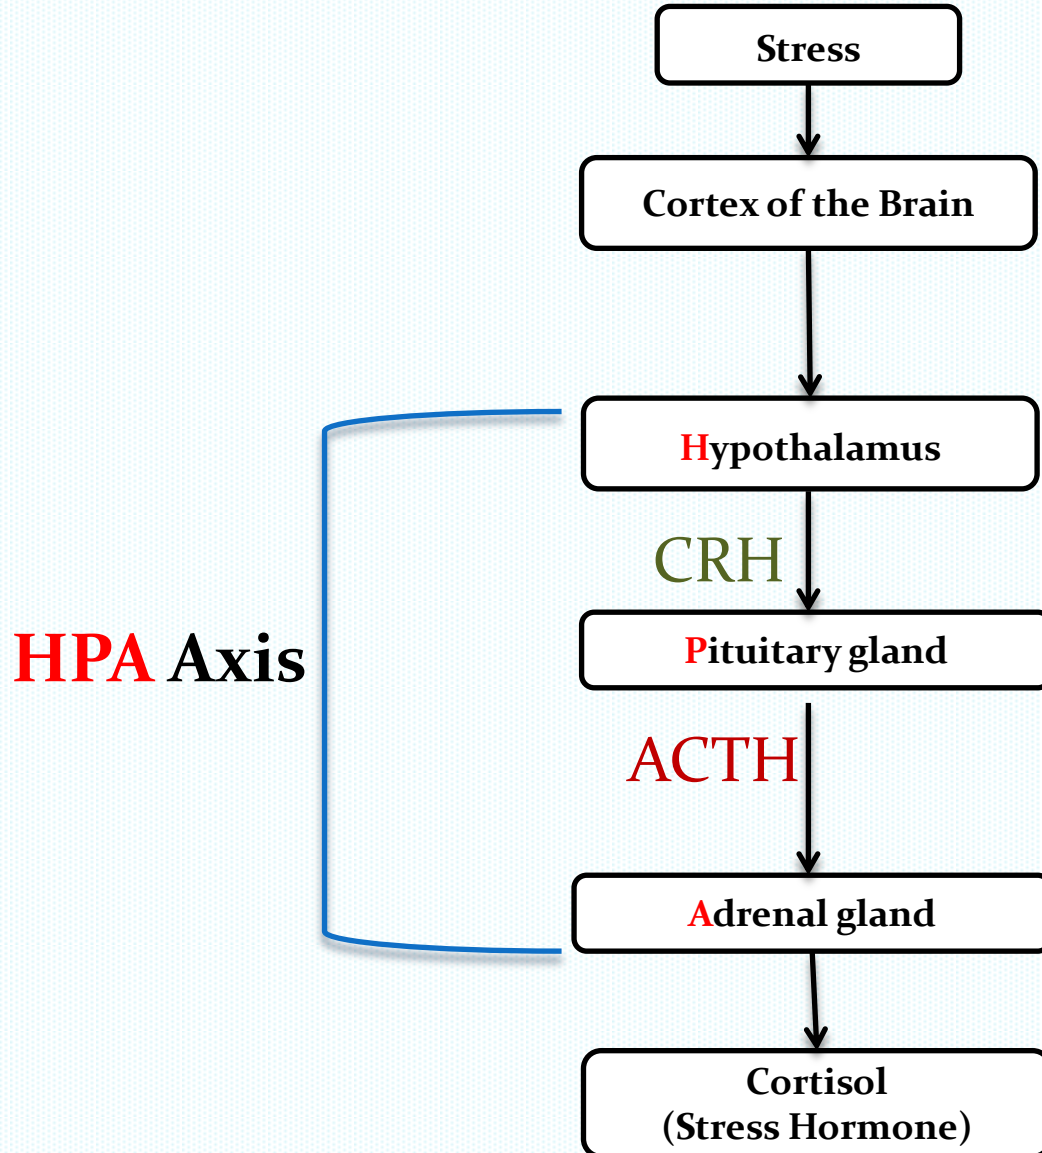 Stress
Cortex of the Brain
Hypothalamus
CRH
HPA Axis
Pituitary gland
ACTH
Adrenal gland
Cortisol
(Stress Hormone)